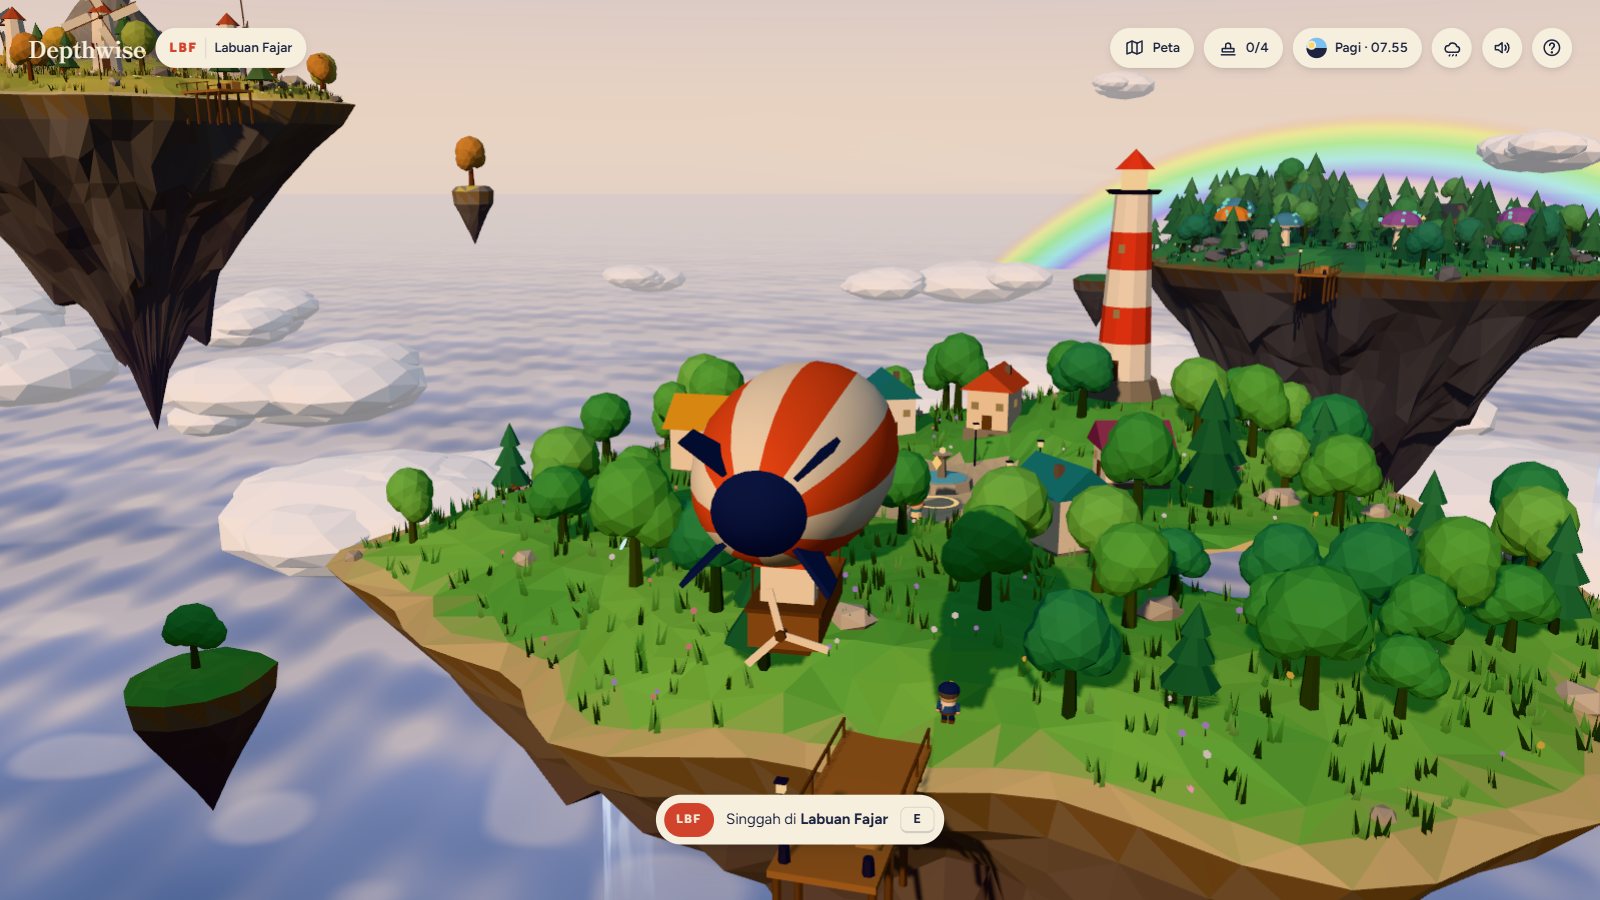 Depthwise
LBF Labuan Fajar
Peta
0/4
Pagi · 07.55
LBF Singgah di Labuan Fajar E